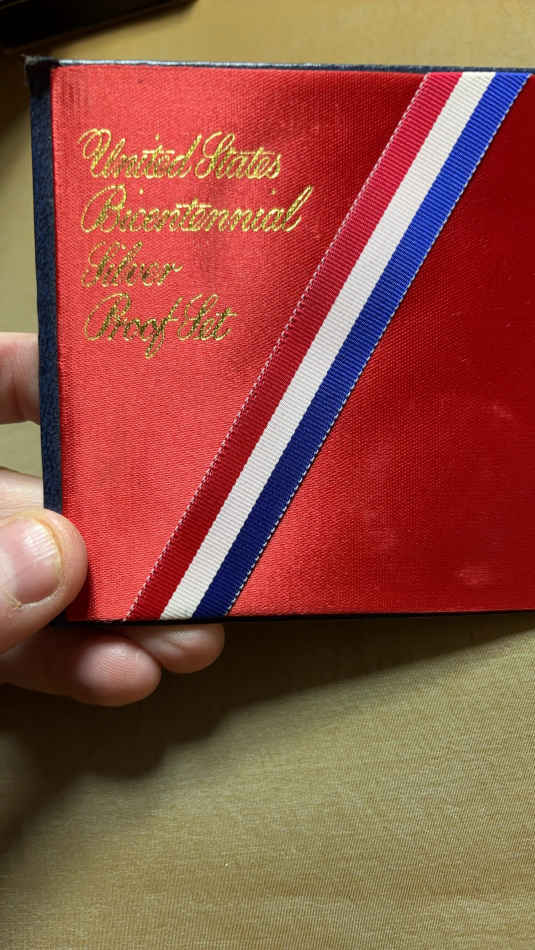 United States
Bicentennial
Silver
Proof Set